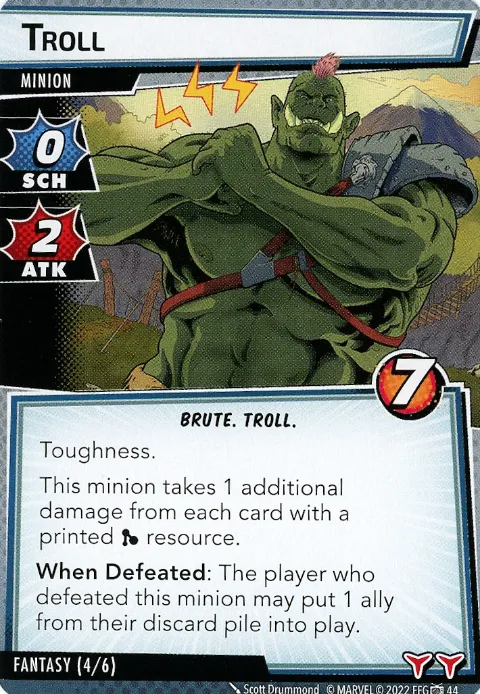 TROLL
MINION
0
SCH
2
ATK
7
BRUTE. TROLL.
Toughness.
This minion takes 1 additional
damage from each card with a
printed resource.
When Defeated: The player who
defeated this minion may put 1 ally
from their discard pile into play.
FANTASY (4/6)
Scott Drummond © MARVEL © 2022 FFG 44